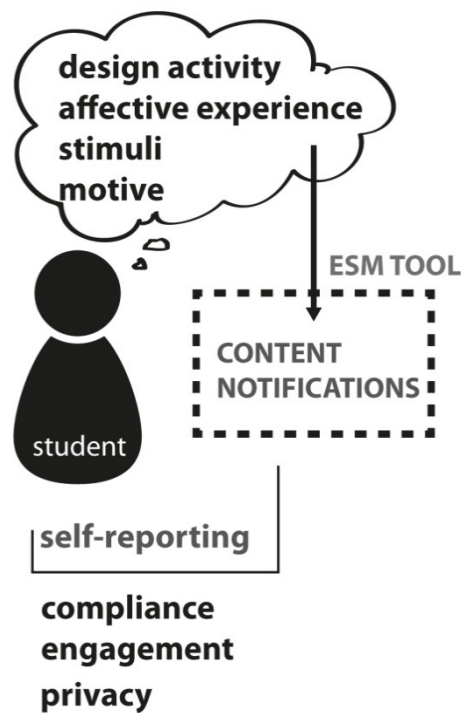 design activity
affective experience
stimuli
motive
ESM TOOL
CONTENT
NOTIFICATIONS
student
self-reporting
compliance
engagement
privacy